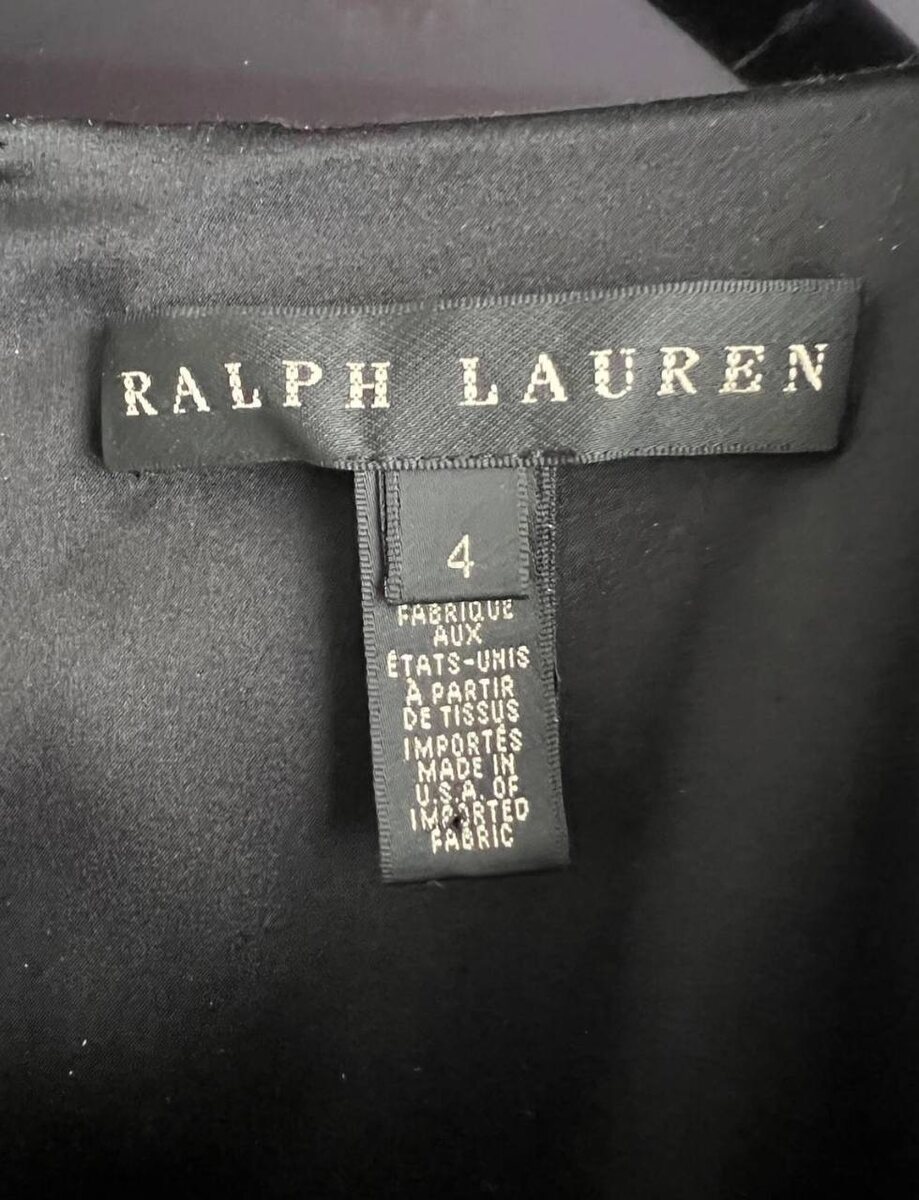 RALPH LAUREN
4
FABRIQUE
AUX
ÉTATS-UNIS
À PARTIR
DE TISSUS
IMPORTÉS
MADE IN
U.S.A. OF
IMPORTED
FABRIC